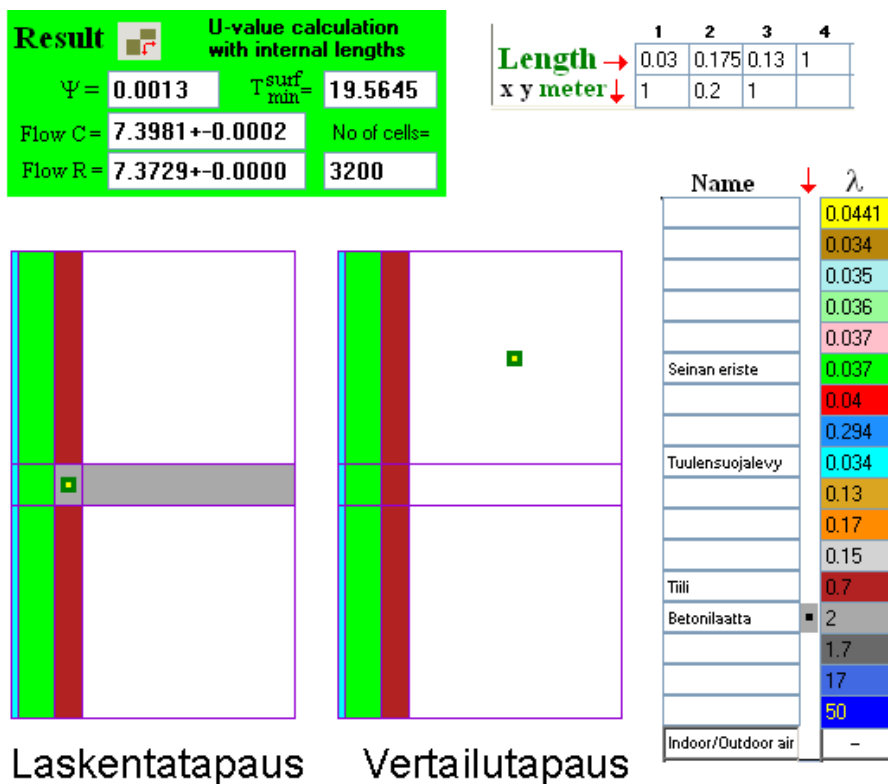 Result
U-value calculation
with internal lengths
Ψ = 0.0013 T surf min = 19.5645
Flow C= 7.3981+-0.0002 No of cells=
Flow R= 7.3729+-0.0000 3200
1 2 3 4
Length → 0.03 0.175 0.13 1
x y meter ↓ 1 0.2 1
Name ↓ λ
0.0441
0.034
0.035
0.036
0.037
Seinan eriste 0.037
0.04
0.294
Tuulensuojalevy 0.034
0.13
0.17
0.15
Tiili 0.7
Betonilaatta 2
1.7
17
50
Indoor/Outdoor air –
Laskentatapaus Vertailutapaus